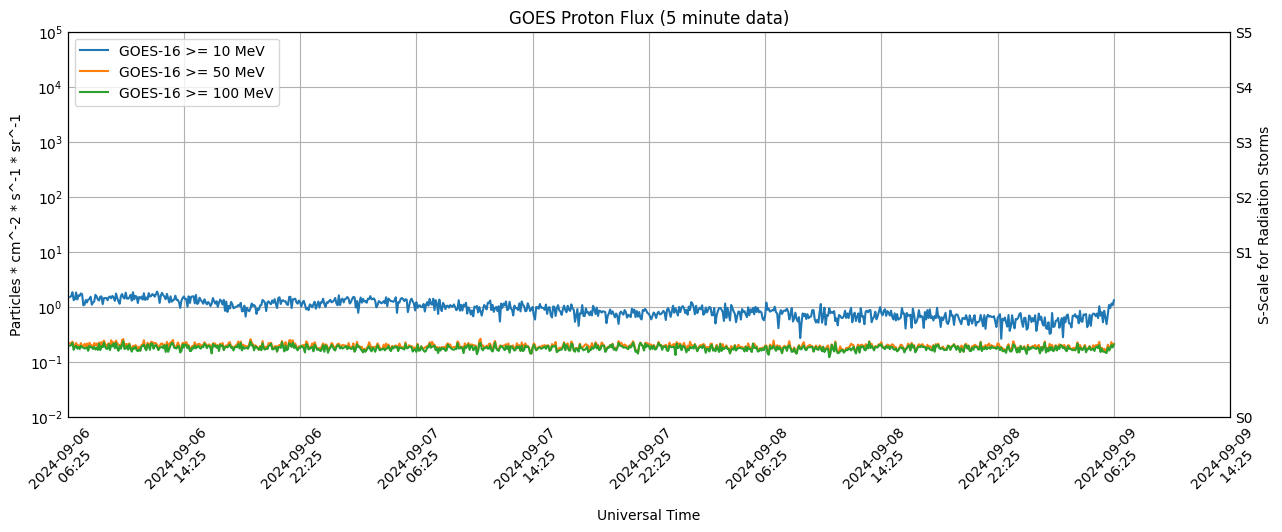 GOES Proton Flux (5 minute data)
GOES-16 >= 10 MeV
GOES-16 >= 50 MeV
GOES-16 >= 100 MeV
Particles * cm^-2 * s^-1 * sr^-1
10^5
10^4
10^3
10^2
10^1
10^0
10^-1
10^-2
S5
S4
S3
S2
S1
S0
S-Scale for Radiation Storms
2024-09-06
06:25
2024-09-06
14:25
2024-09-06
22:25
2024-09-07
06:25
2024-09-07
14:25
2024-09-07
22:25
2024-09-08
06:25
2024-09-08
14:25
2024-09-08
22:25
2024-09-09
06:25
2024-09-09
14:25
Universal Time